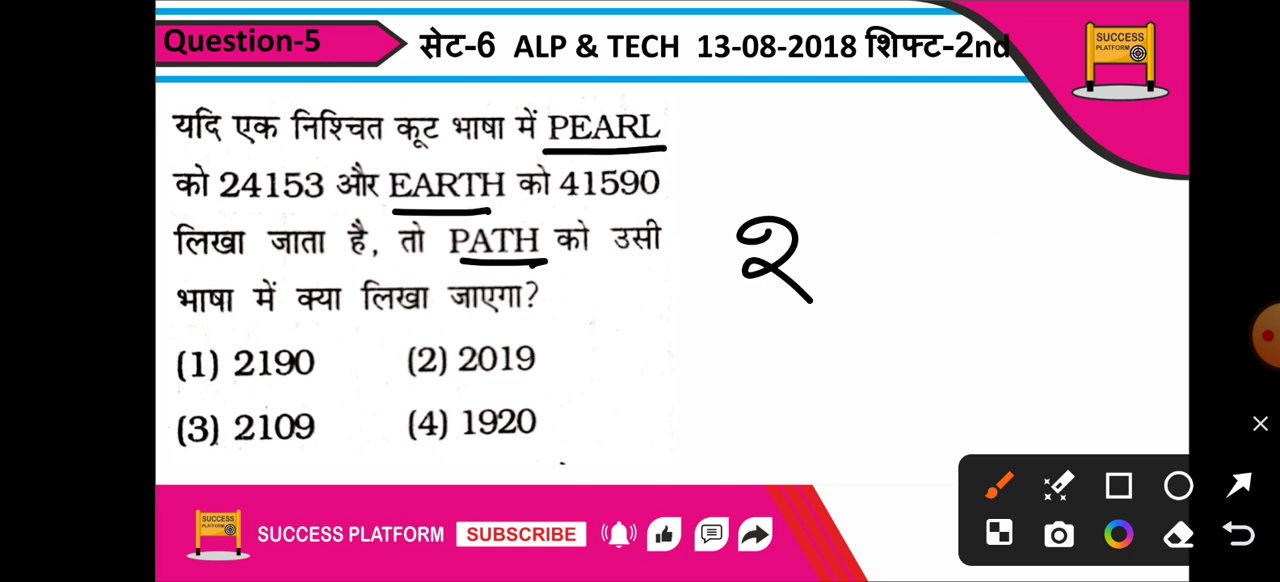 Question-5
सेट-6 ALP & TECH 13-08-2018 शिफ्ट-2nd
SUCCESS
PLATFORM
यदि एक निश्चित कूट भाषा में PEARL
को 24153 और EARTH को 41590
लिखा जाता है, तो PATH को उसी
भाषा में क्या लिखा जाएगा?
(1) 2190 (2) 2019
(3) 2109 (4) 1920
२
SUCCESS
PLATFORM
SUCCESS PLATFORM SUBSCRIBE